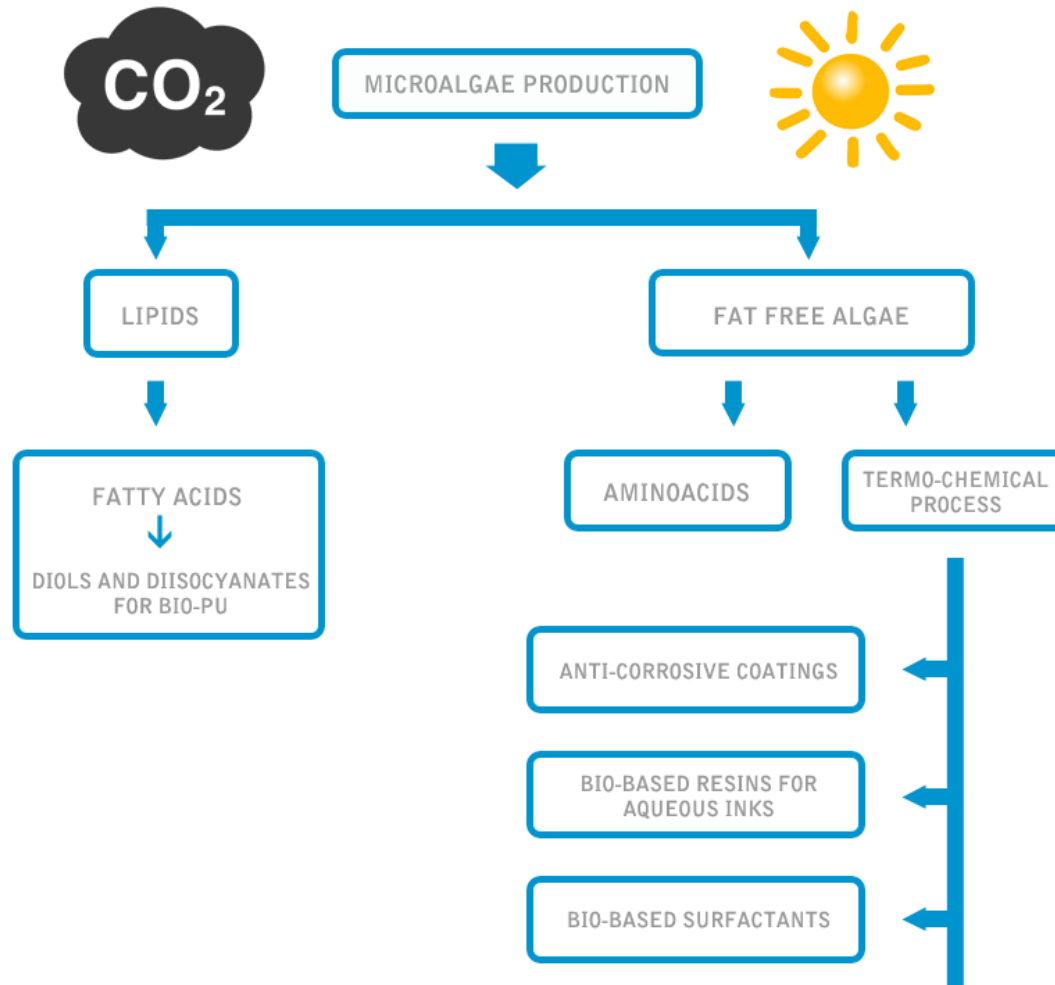 CO₂
MICROALGAE PRODUCTION
LIPIDS
FAT FREE ALGAE
FATTY ACIDS
DIOLS AND DIISOCYANATES
FOR BIO-PU
AMINOACIDS
TERMO-CHEMICAL
PROCESS
ANTI-CORROSIVE COATINGS
BIO-BASED RESINS FOR
AQUEOUS INKS
BIO-BASED SURFACTANTS